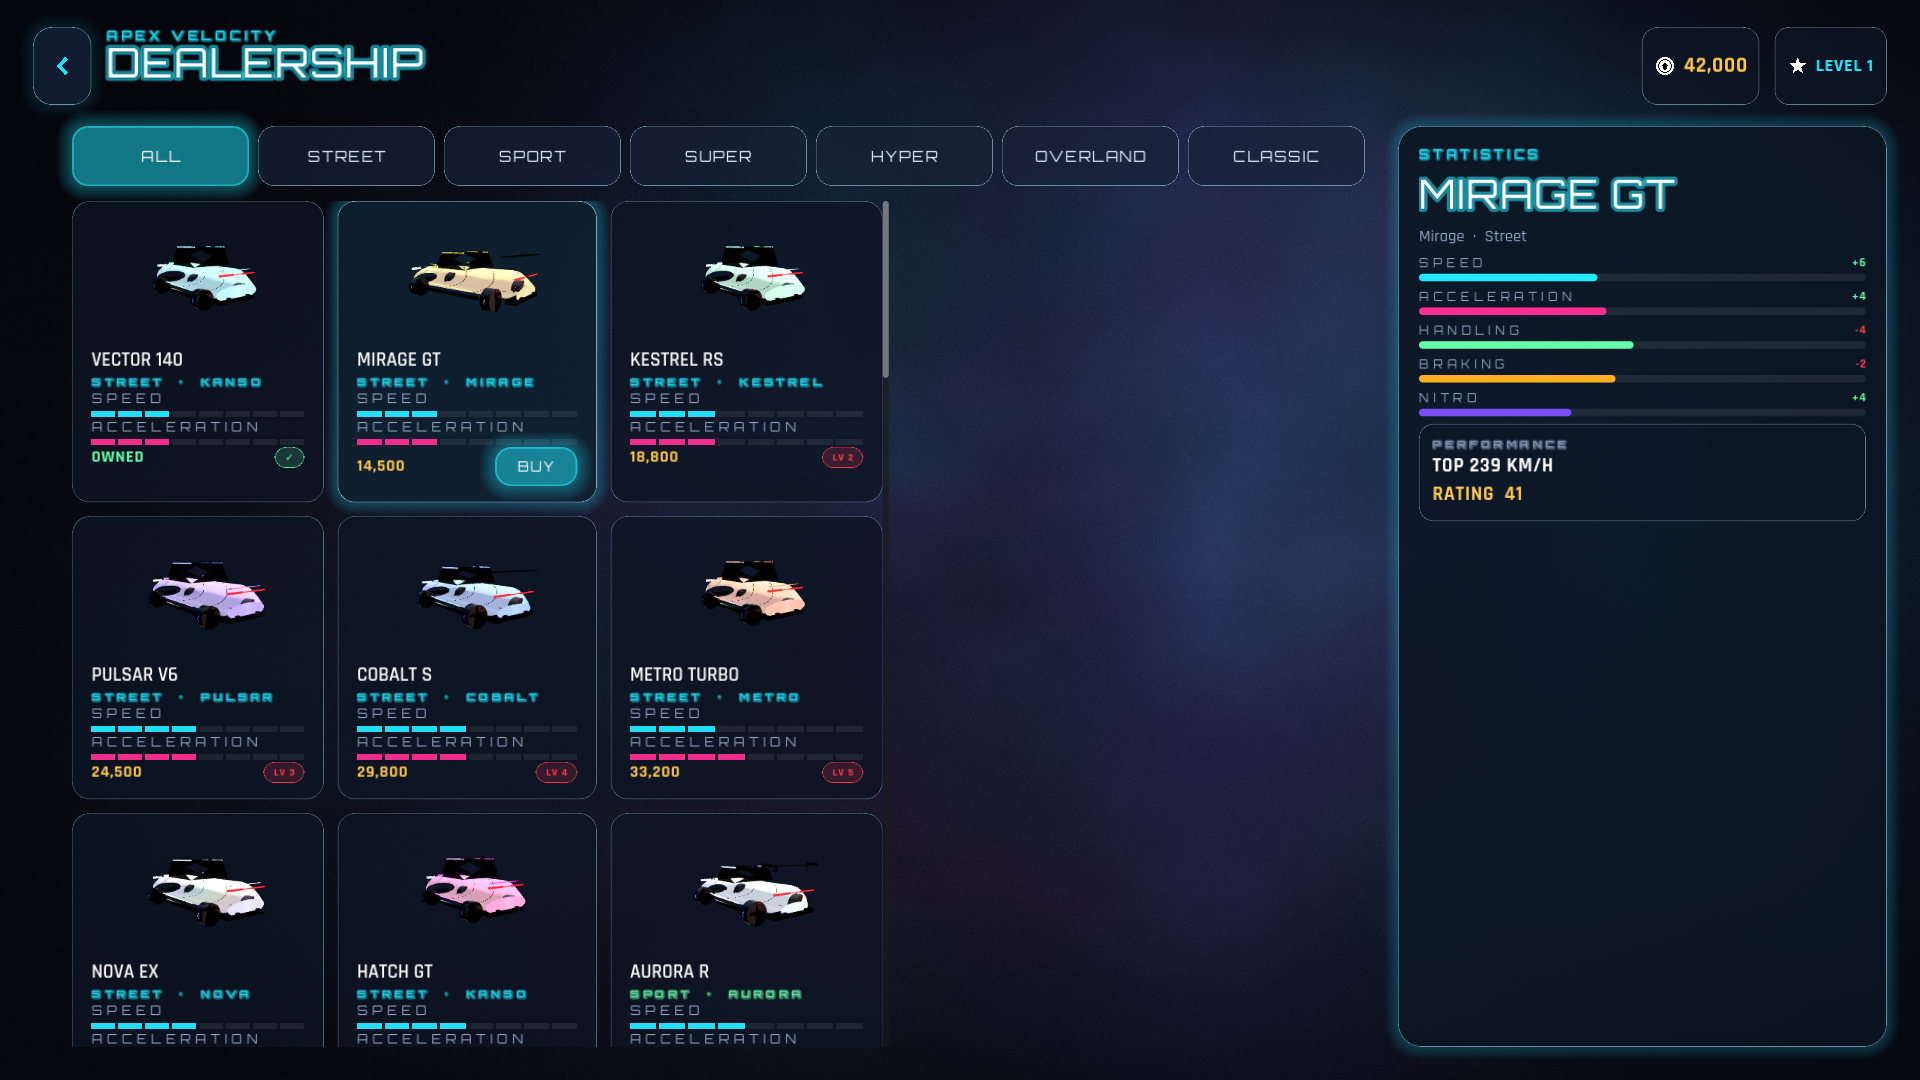 APEX VELOCITY
DEALERSHIP
42,000
LEVEL 1
ALL
STREET
SPORT
SUPER
HYPER
OVERLAND
CLASSIC
VECTOR 140
STREET · KANSO
SPEED
ACCELERATION
OWNED
✓
MIRAGE GT
STREET · MIRAGE
SPEED
ACCELERATION
14,500
BUY
KESTREL RS
STREET · KESTREL
SPEED
ACCELERATION
18,800
LV 2
PULSAR V6
STREET · PULSAR
SPEED
ACCELERATION
24,500
LV 3
COBALT S
STREET · COBALT
SPEED
ACCELERATION
29,800
LV 4
METRO TURBO
STREET · METRO
SPEED
ACCELERATION
33,200
LV 5
NOVA EX
STREET · NOVA
SPEED
ACCELERATION
HATCH GT
STREET · KANSO
SPEED
ACCELERATION
AURORA R
SPORT · AURORA
SPEED
ACCELERATION
STATISTICS
MIRAGE GT
Mirage · Street
SPEED +6
ACCELERATION +4
HANDLING -4
BRAKING -2
NITRO +4
PERFORMANCE
TOP 239 KM/H
RATING 41